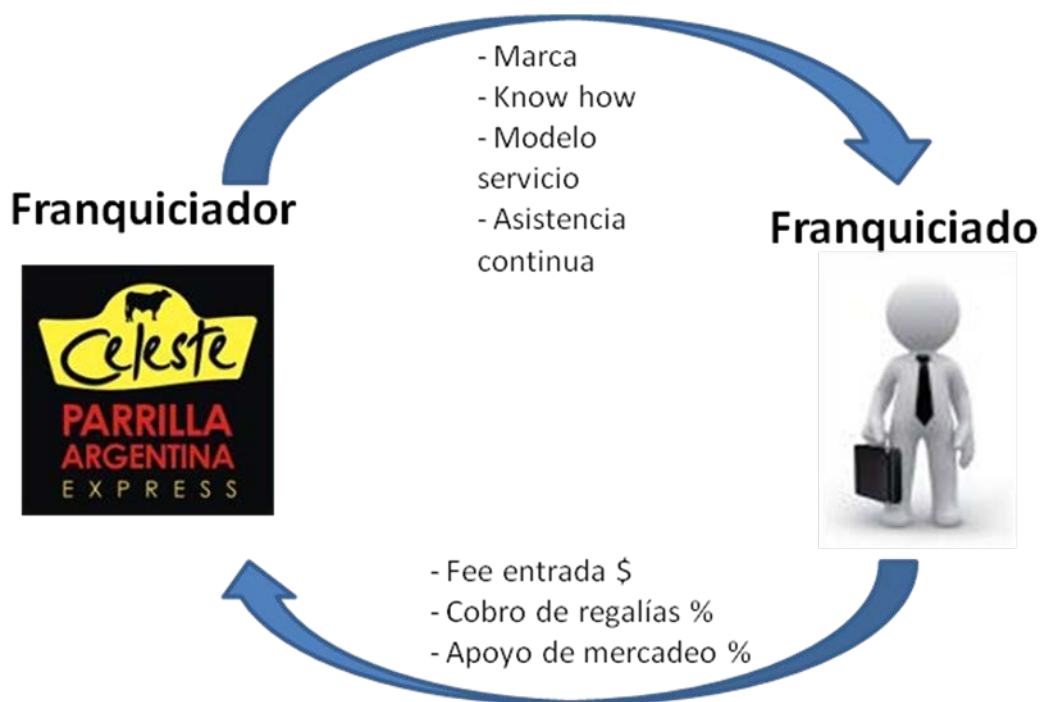 - Marca
- Know how
- Modelo
servicio
- Asistencia
continua
Franquiciador
Franquiciado
Celeste
PARRILLA
ARGENTINA
EXPRESS
- Fee entrada $
- Cobro de regalías %
- Apoyo de mercadeo %